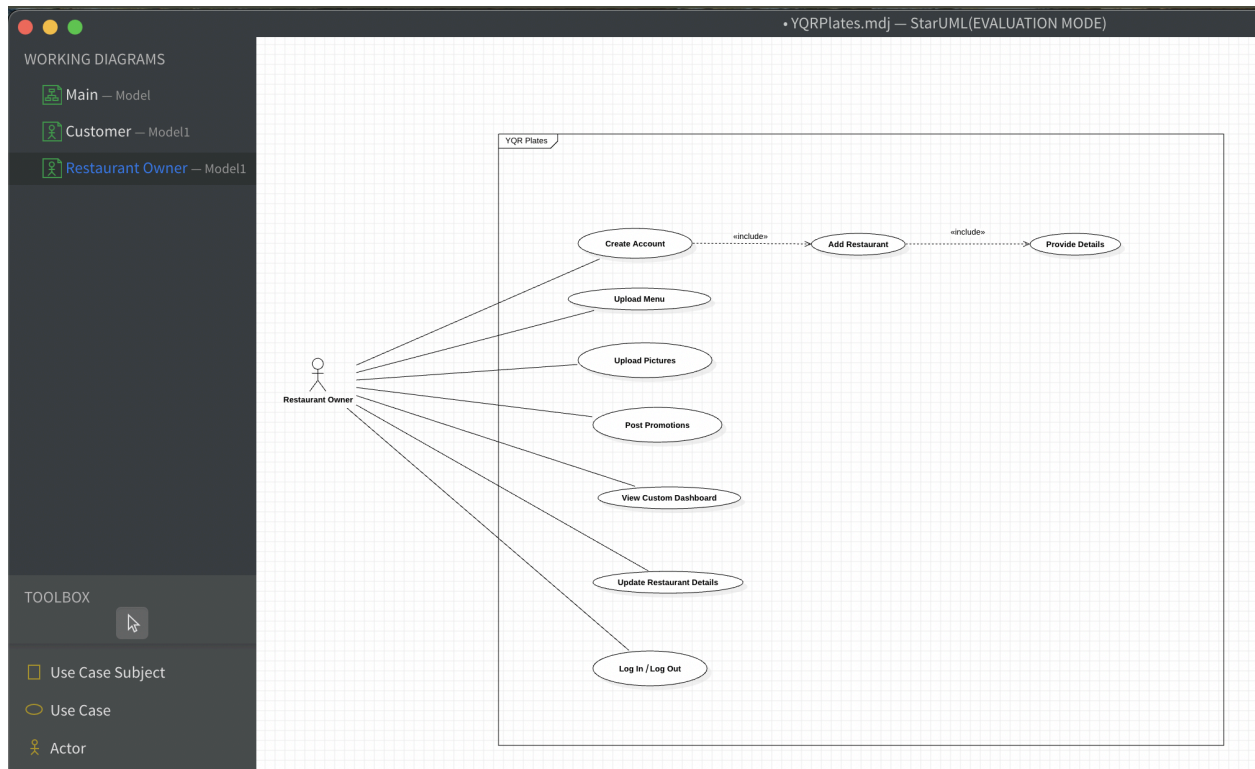 • YQRPlates.mdj — StarUML(EVALUATION MODE)
WORKING DIAGRAMS
Main — Model
Customer — Model1
Restaurant Owner — Model1
YQR Plates
Create Account
«include»
Add Restaurant
«include»
Provide Details
Upload Menu
Upload Pictures
Restaurant Owner
Post Promotions
View Custom Dashboard
Update Restaurant Details
Log In / Log Out
TOOLBOX
Use Case Subject
Use Case
Actor